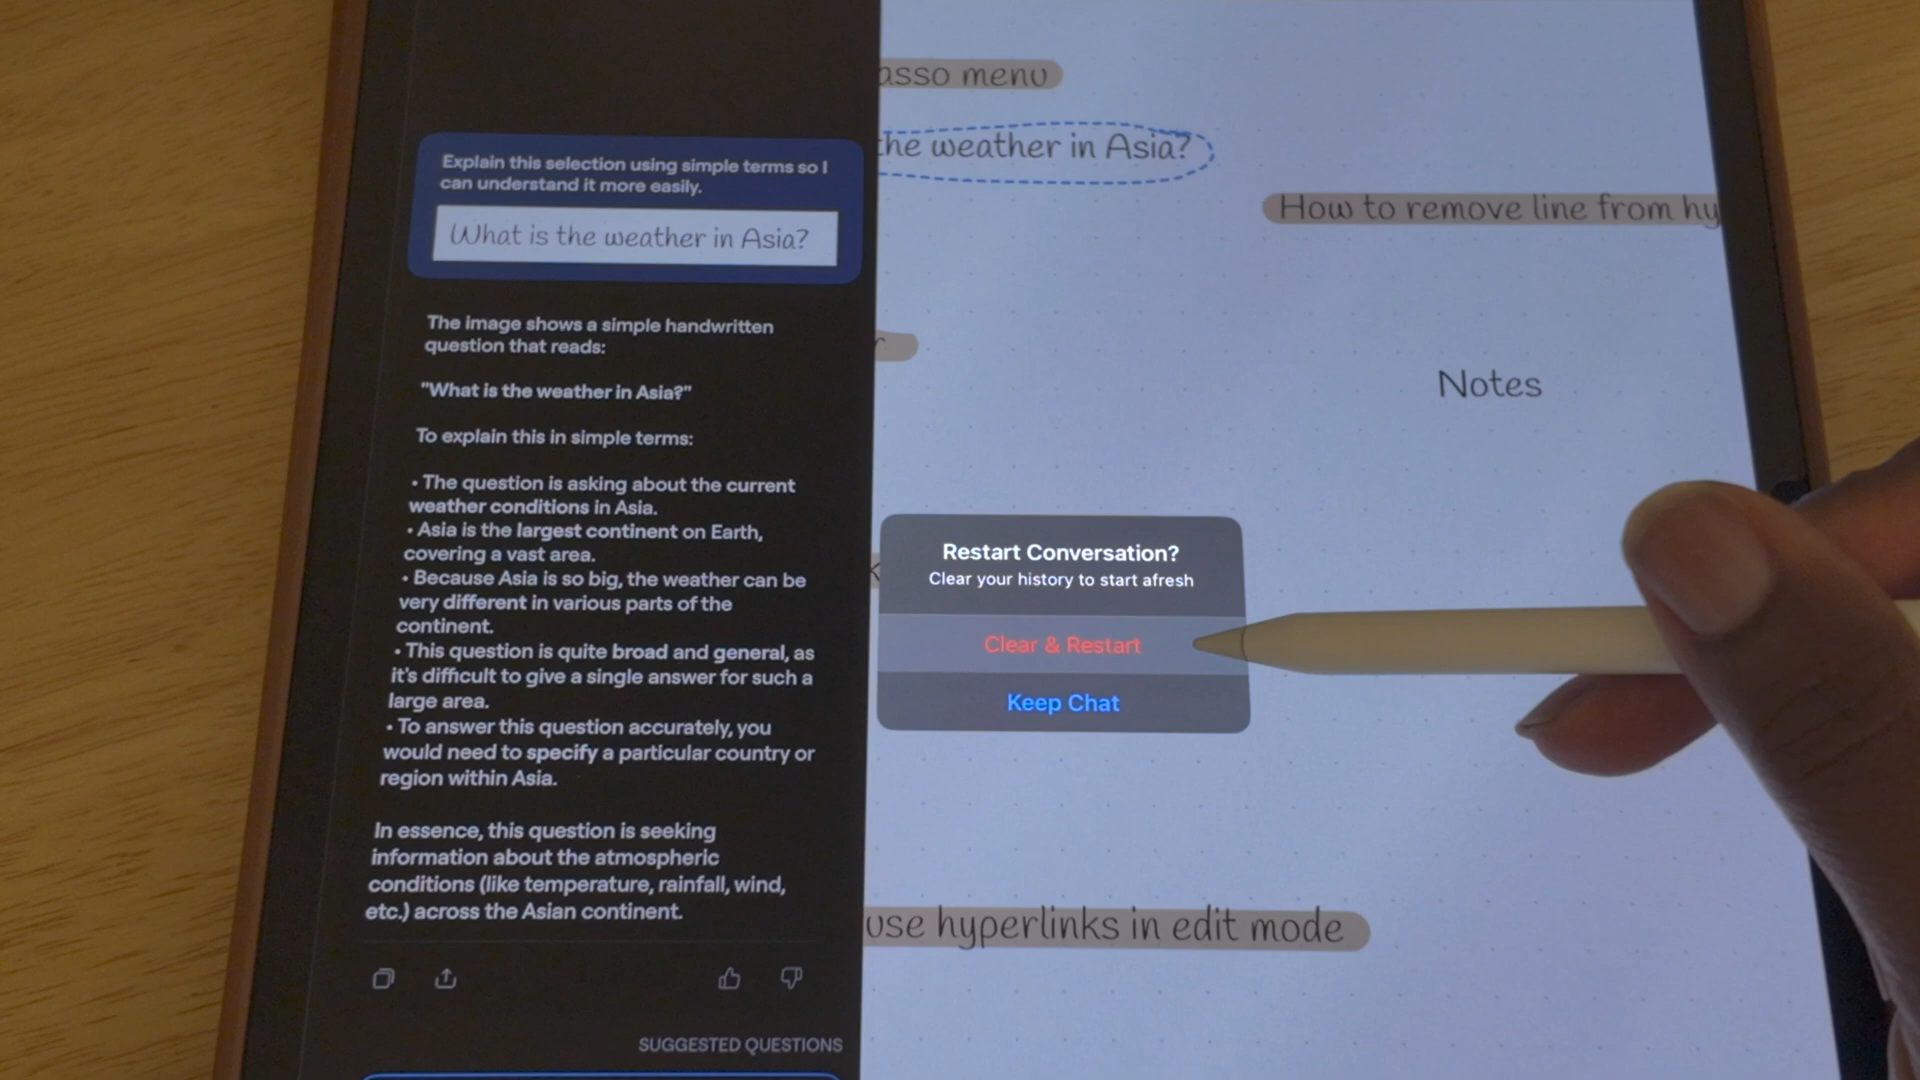 Explain this selection using simple terms so I
can understand it more easily.
What is the weather in Asia?
The image shows a simple handwritten
question that reads:
"What is the weather in Asia?"
To explain this in simple terms:
• The question is asking about the current
weather conditions in Asia.
• Asia is the largest continent on Earth,
covering a vast area.
• Because Asia is so big, the weather can be
very different in various parts of the
continent.
• This question is quite broad and general, as
it's difficult to give a single answer for such a
large area.
• To answer this question accurately, you
would need to specify a particular country or
region within Asia.
In essence, this question is seeking
information about the atmospheric
conditions (like temperature, rainfall, wind,
etc.) across the Asian continent.
SUGGESTED QUESTIONS
asso menu
the weather in Asia?
How to remove line from hy
Notes
Restart Conversation?
Clear your history to start afresh
Clear & Restart
Keep Chat
use hyperlinks in edit mode